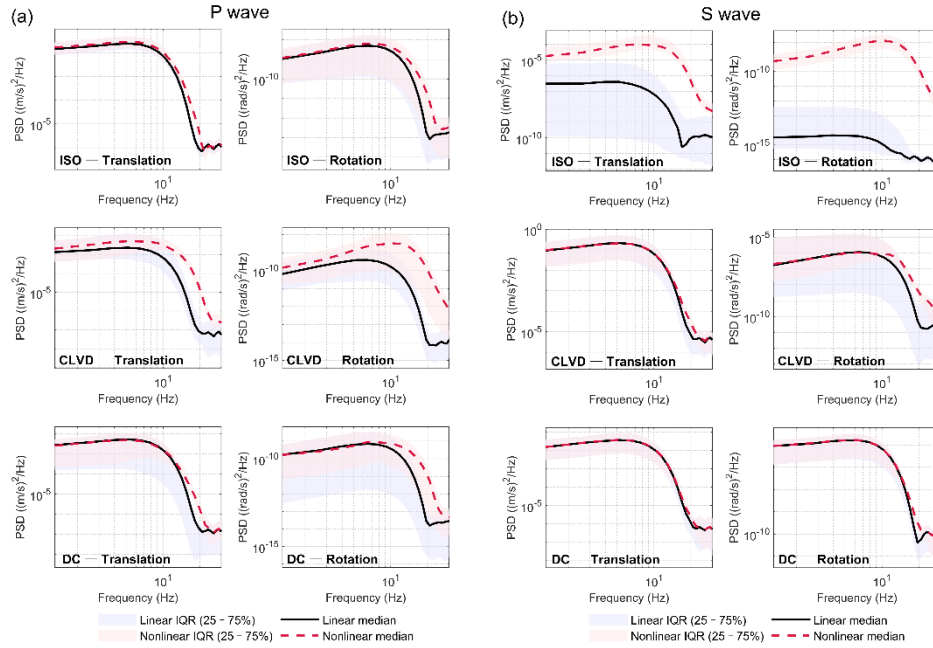 (a)
P wave
(b)
S wave
PSD ((m/s)²/Hz)
10⁻⁵
ISO — Translation
10¹
Frequency (Hz)
PSD ((rad/s)²/Hz)
10⁻¹⁰
ISO — Rotation
10¹
Frequency (Hz)
PSD ((m/s)²/Hz)
10⁻⁵
10⁻¹⁰
ISO — Translation
10¹
Frequency (Hz)
PSD ((rad/s)²/Hz)
10⁻¹⁰
10⁻¹⁵
ISO — Rotation
10¹
Frequency (Hz)
PSD ((m/s)²/Hz)
10⁻⁵
CLVD — Translation
10¹
Frequency (Hz)
PSD ((rad/s)²/Hz)
10⁻¹⁰
10⁻¹⁵
CLVD — Rotation
10¹
Frequency (Hz)
PSD ((m/s)²/Hz)
10⁰
10⁻⁵
CLVD — Translation
10¹
Frequency (Hz)
PSD ((rad/s)²/Hz)
10⁻⁵
10⁻¹⁰
CLVD — Rotation
10¹
Frequency (Hz)
PSD ((m/s)²/Hz)
10⁻⁵
DC — Translation
10¹
Frequency (Hz)
PSD ((rad/s)²/Hz)
10⁻¹⁰
10⁻¹⁵
DC — Rotation
10¹
Frequency (Hz)
PSD ((m/s)²/Hz)
10⁻⁵
DC — Translation
10¹
Frequency (Hz)
PSD ((rad/s)²/Hz)
10⁻¹⁰
DC — Rotation
10¹
Frequency (Hz)
Linear IQR (25 - 75%)
Linear median
Nonlinear IQR (25 - 75%)
Nonlinear median
Linear IQR (25 - 75%)
Linear median
Nonlinear IQR (25 - 75%)
Nonlinear median